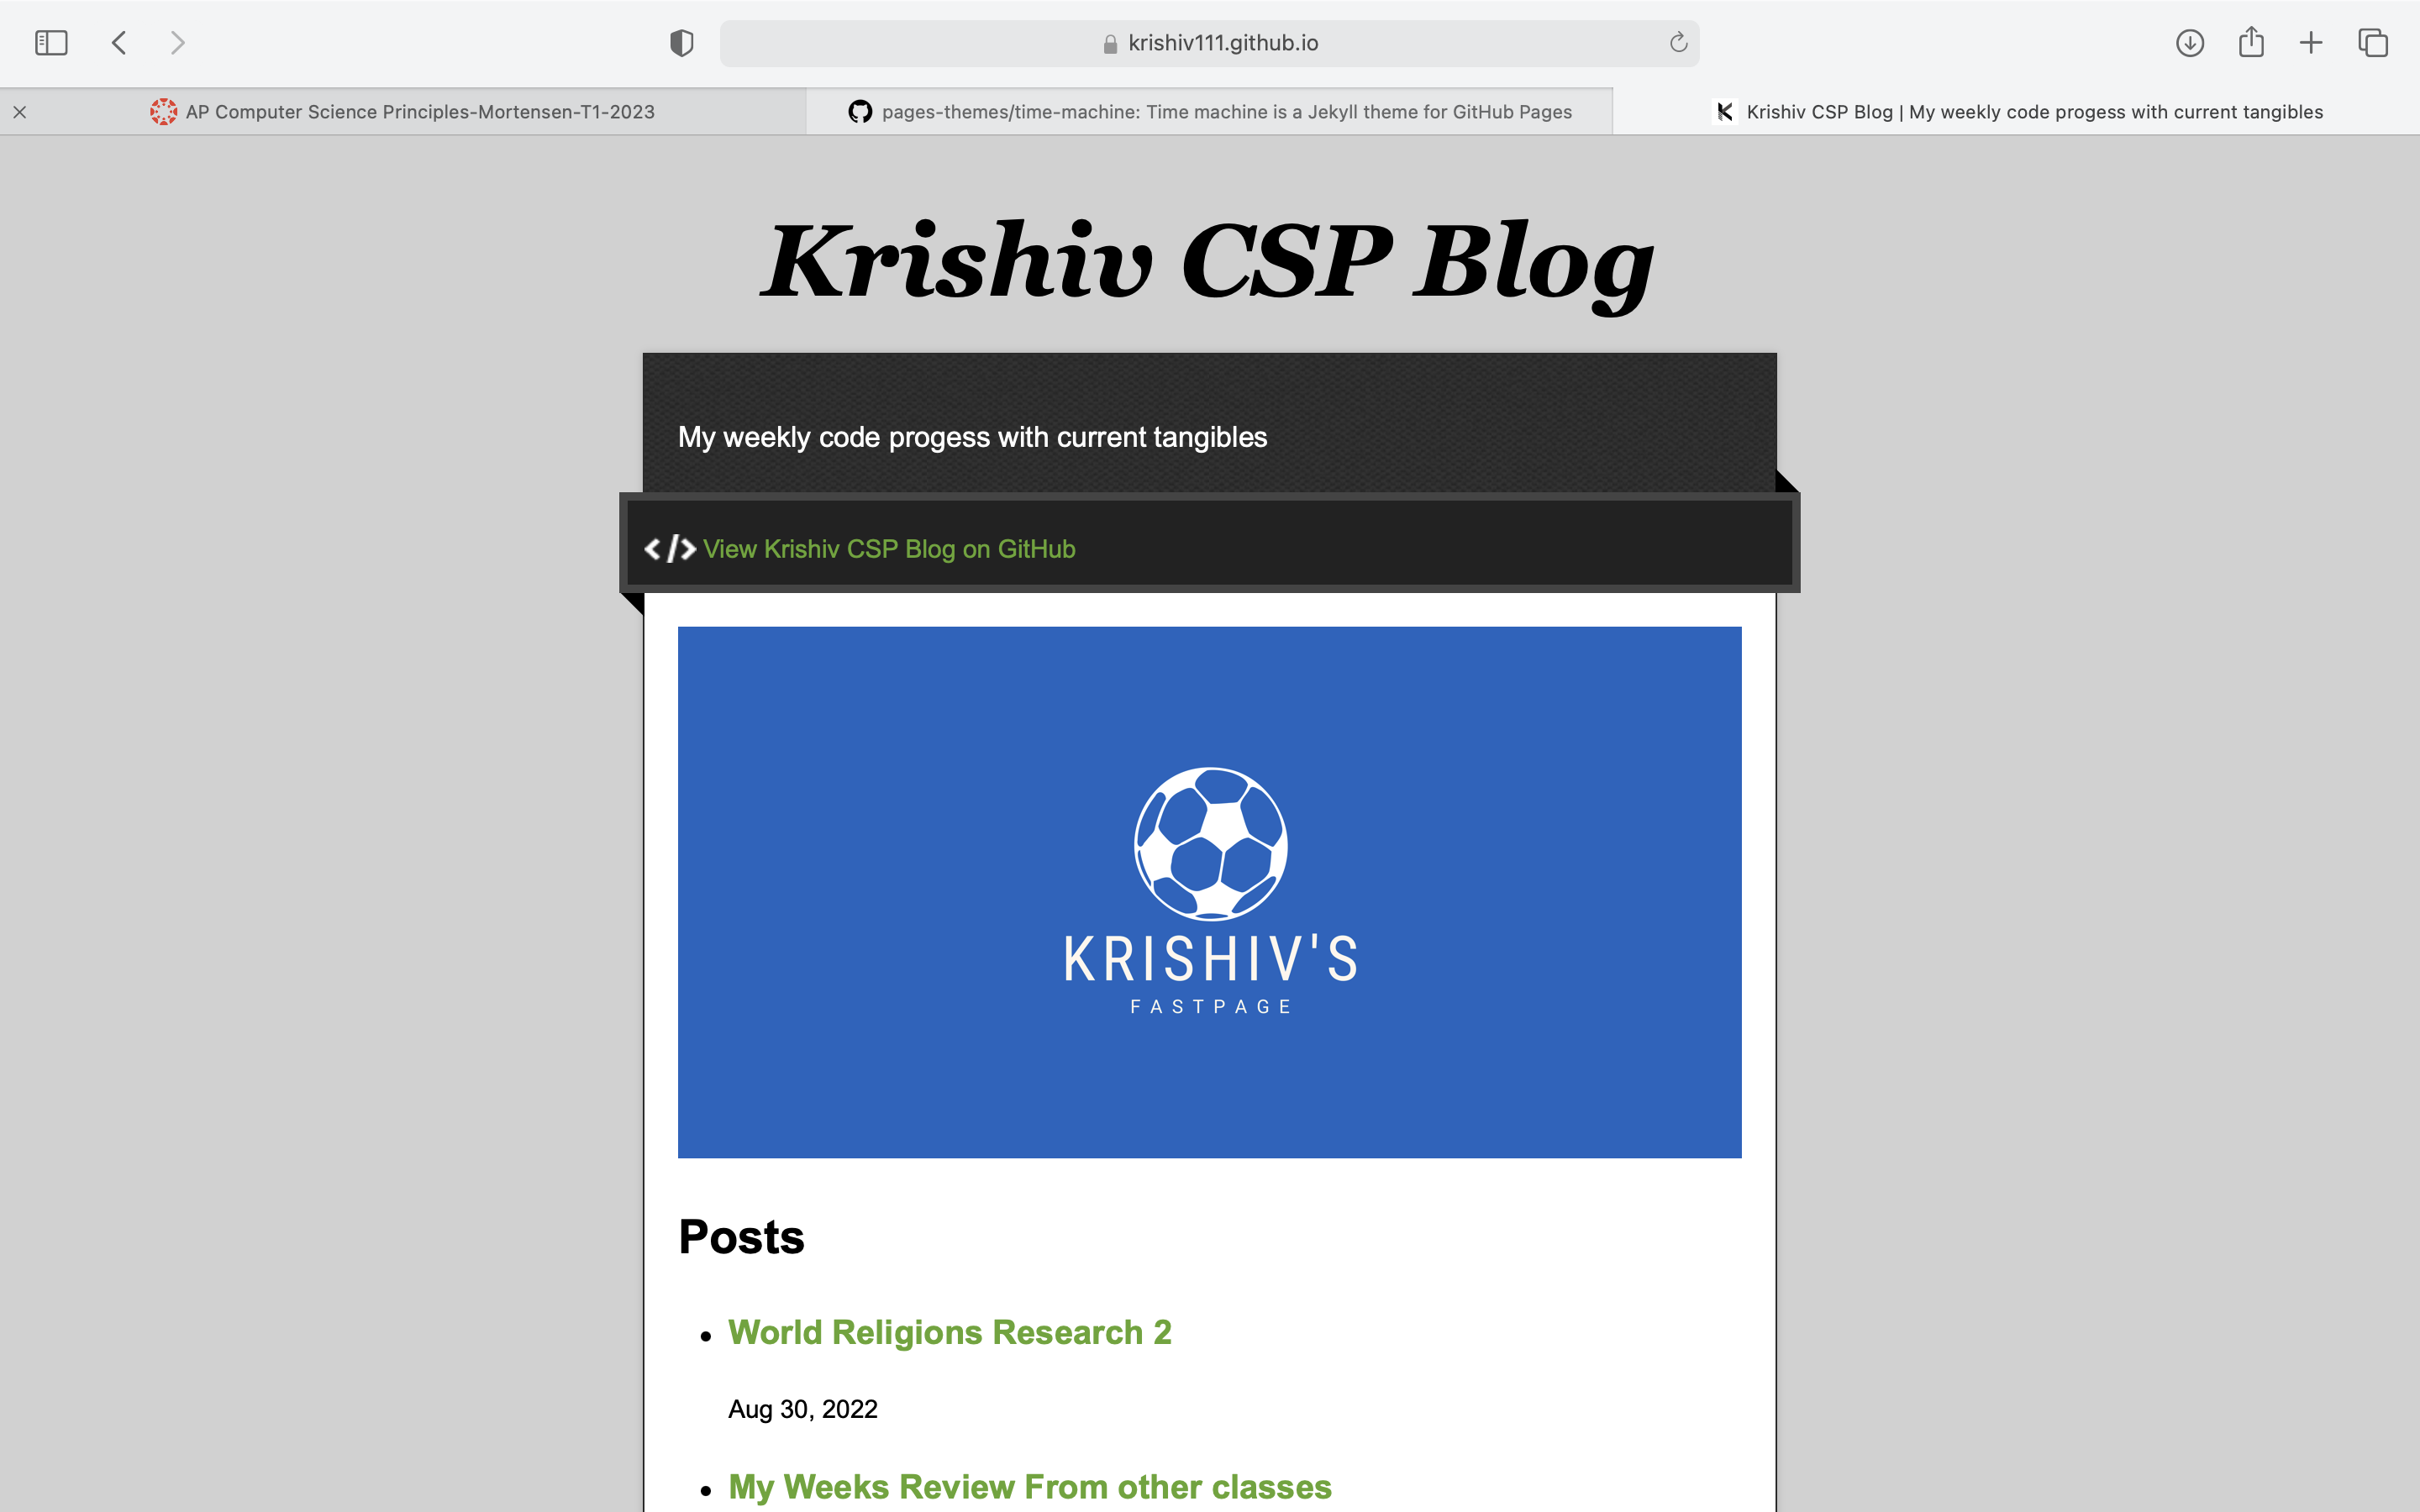 krishiv111.github.io
AP Computer Science Principles-Mortensen-T1-2023
pages-themes/time-machine: Time machine is a Jekyll theme for GitHub Pages
Krishiv CSP Blog | My weekly code progess with current tangibles
Krishiv CSP Blog
My weekly code progess with current tangibles
</> View Krishiv CSP Blog on GitHub
KRISHIV'S
FASTPAGE
Posts
World Religions Research 2
Aug 30, 2022
My Weeks Review From other classes